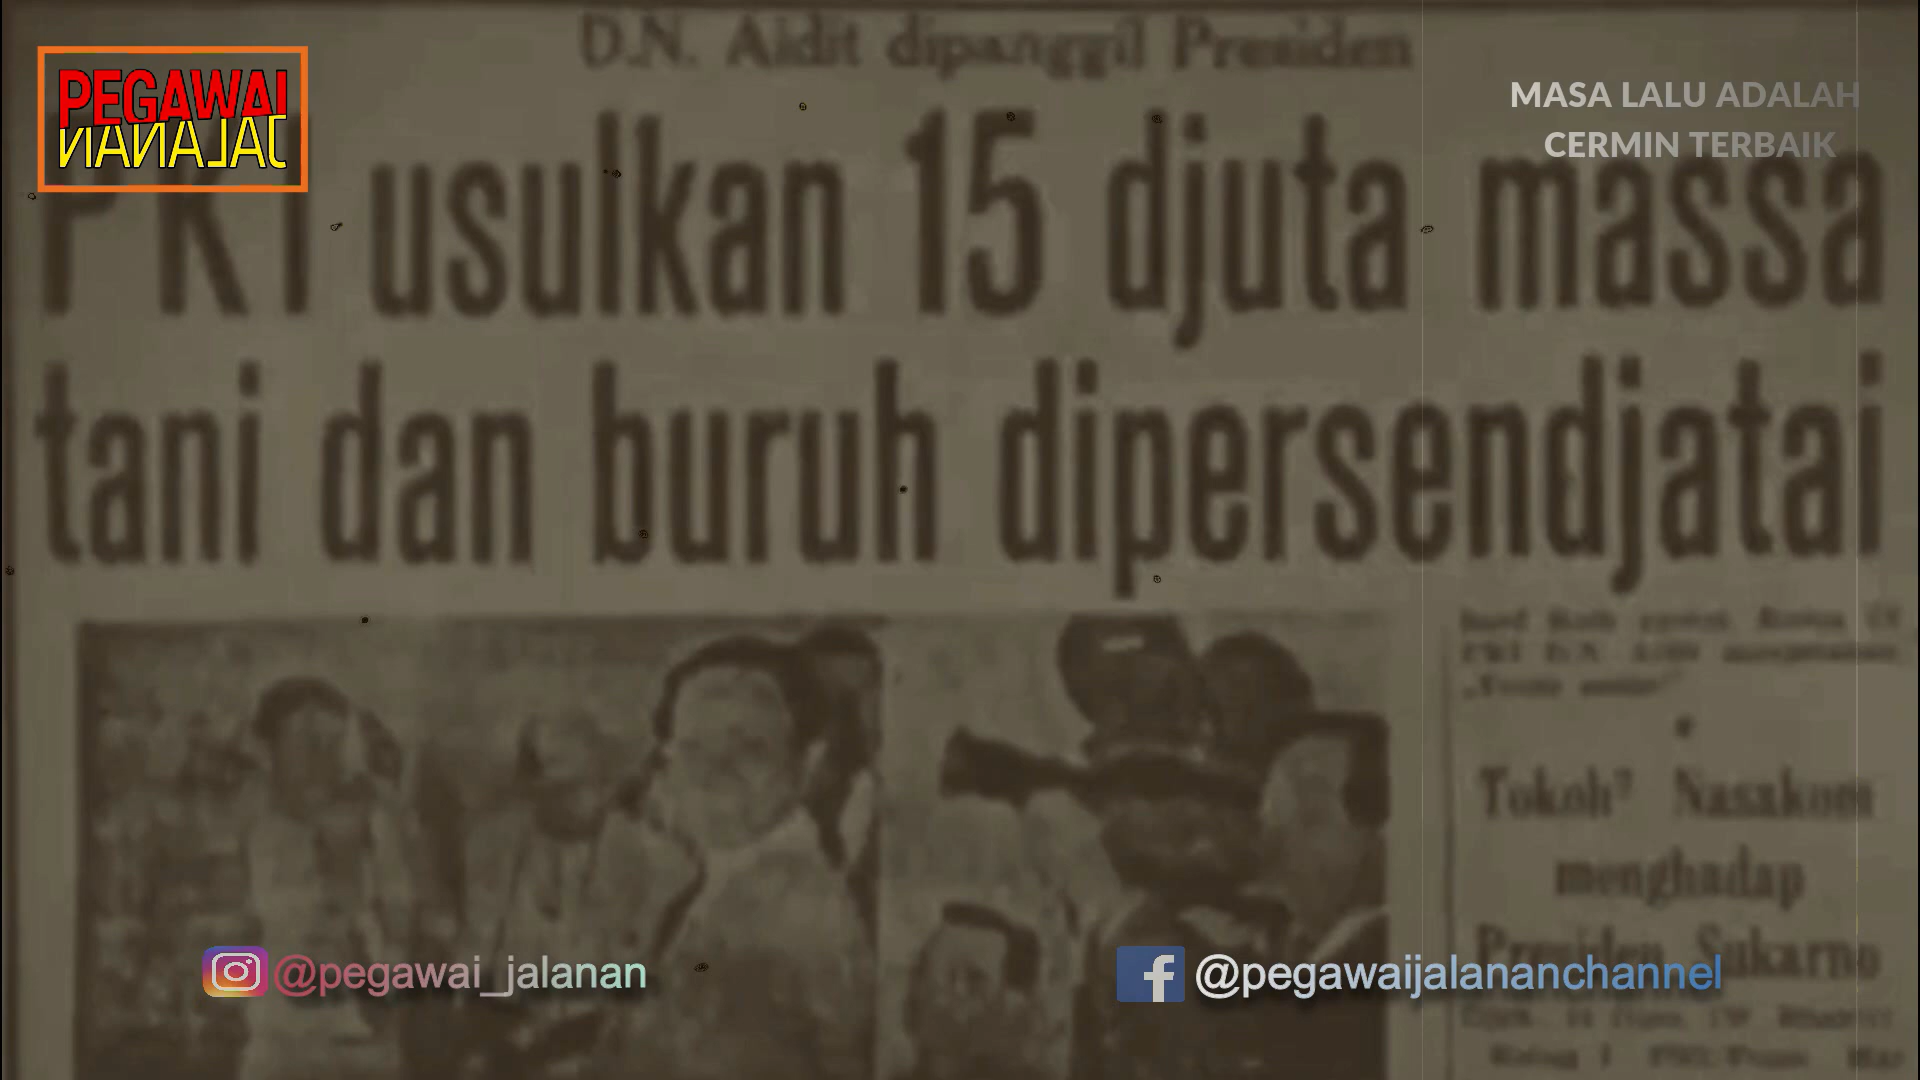 D.N. Aidit dipanggil Presiden
PEGAWAI
JALANAN
MASA LALU ADALAH
CERMIN TERBAIK
PKI usulkan 15 djuta massa
tani dan buruh dipersendjatai
Tokoh² Nasakom
menghadap
Presiden Sukarno
@pegawai_jalanan
@pegawaijalananchannel